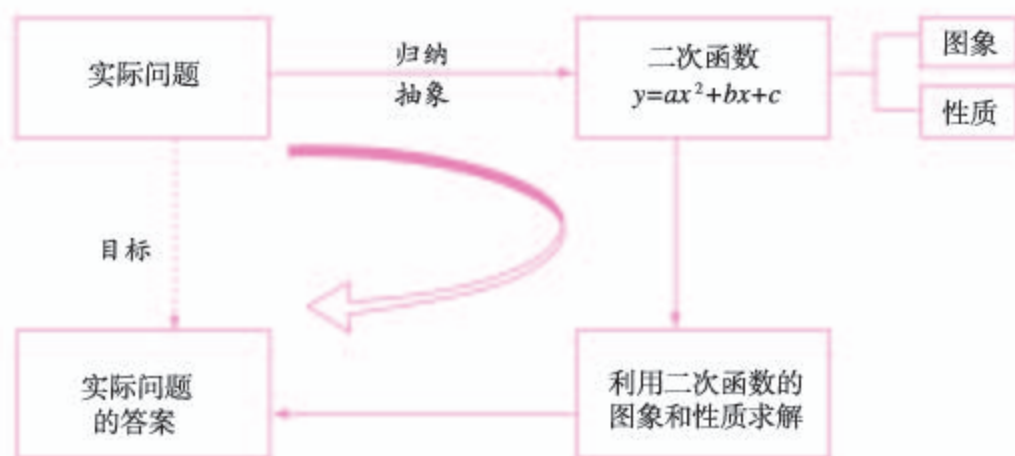 实际问题
归纳
抽象
二次函数
y=ax²+bx+c
图象
性质
目标
实际问题
的答案
利用二次函数的
图象和性质求解